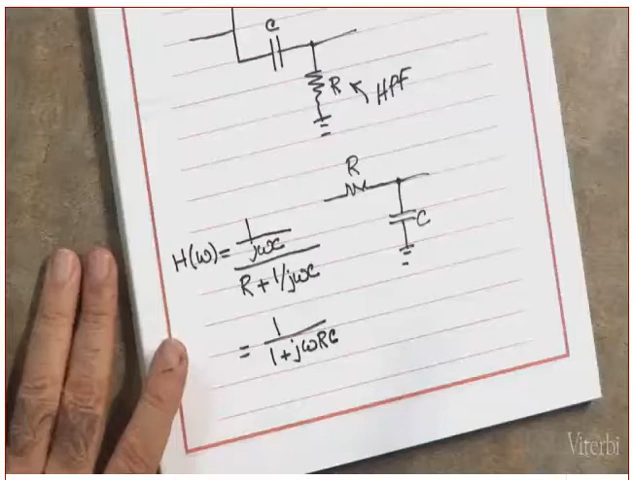 C
R
HPF
R
C
H(ω) = 1/jωC / R + 1/jωC
= 1 / 1 + jωRC
Viterbi